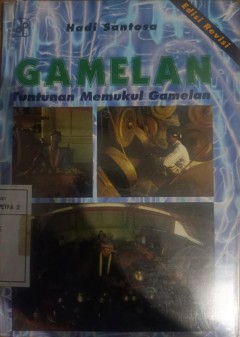 Hadi Santosa
Edisi Revisi
GAMELAN
Tuntunan Memukul Gamelan